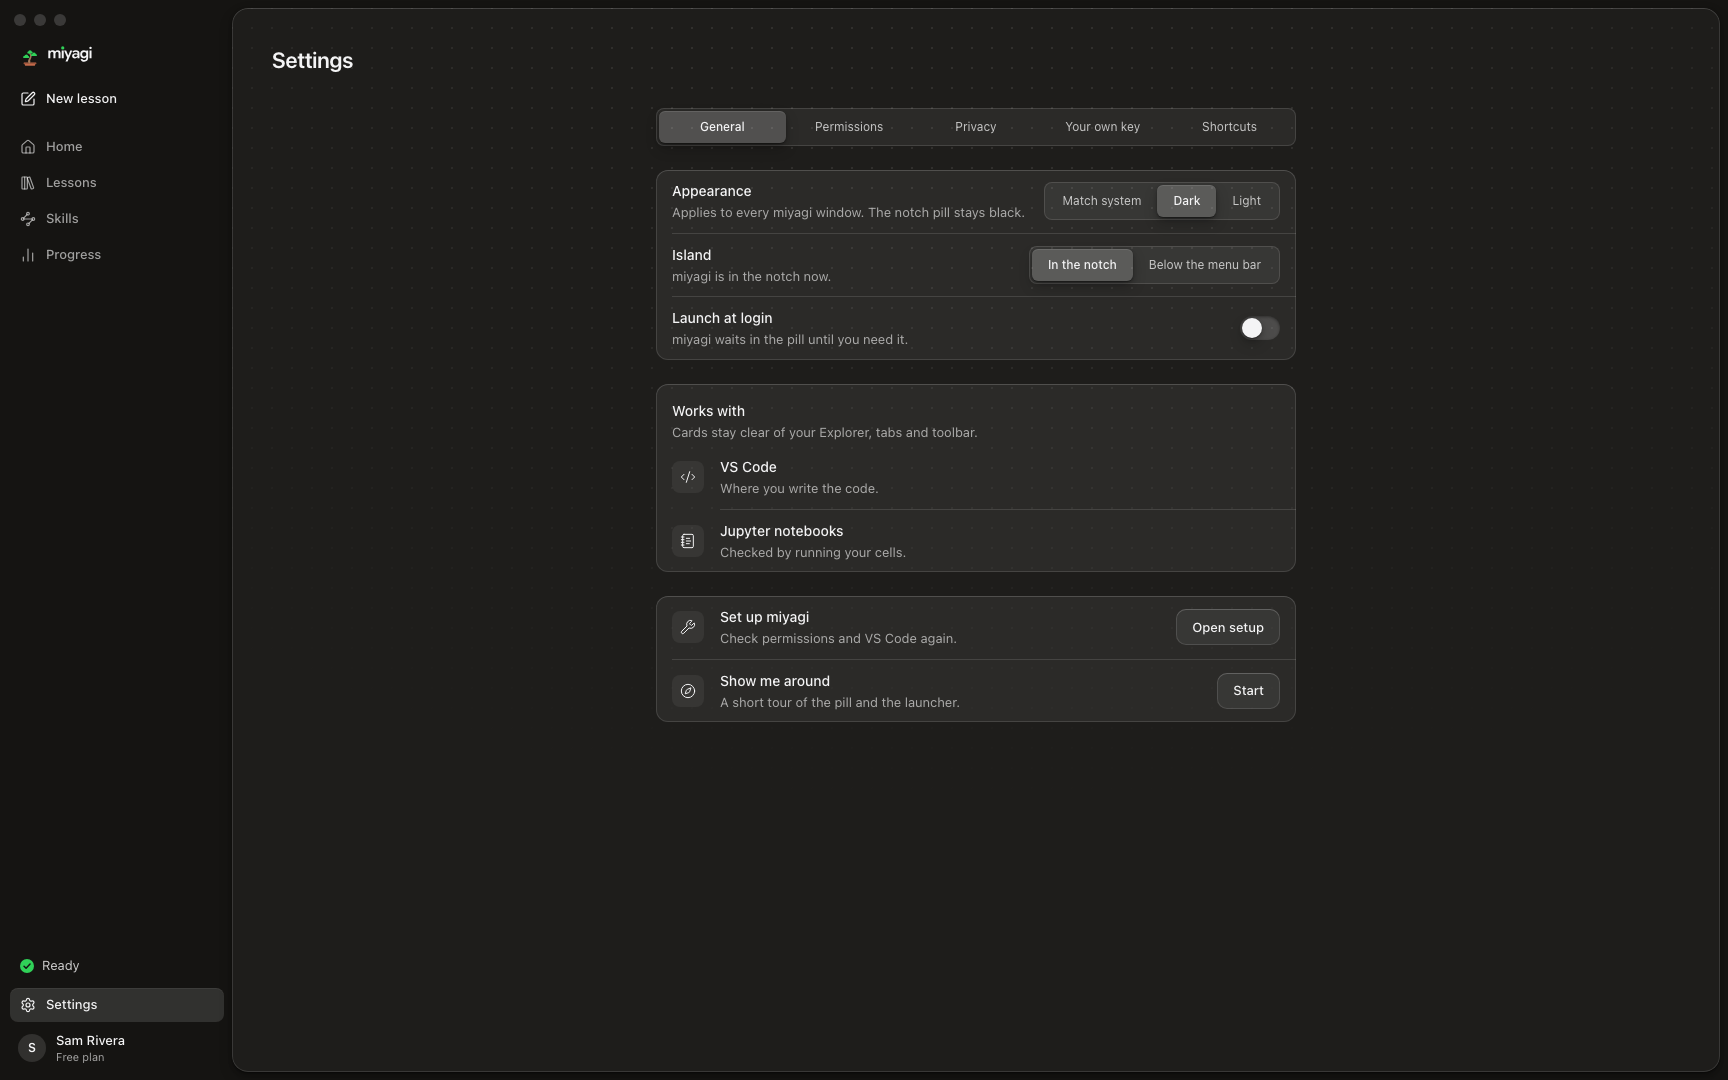 miyagi
New lesson
Home
Lessons
Skills
Progress
Ready
Settings
S
Sam Rivera
Free plan
Settings
General
Permissions
Privacy
Your own key
Shortcuts
Appearance
Applies to every miyagi window. The notch pill stays black.
Match system
Dark
Light
Island
miyagi is in the notch now.
In the notch
Below the menu bar
Launch at login
miyagi waits in the pill until you need it.
Works with
Cards stay clear of your Explorer, tabs and toolbar.
VS Code
Where you write the code.
Jupyter notebooks
Checked by running your cells.
Set up miyagi
Check permissions and VS Code again.
Open setup
Show me around
A short tour of the pill and the launcher.
Start